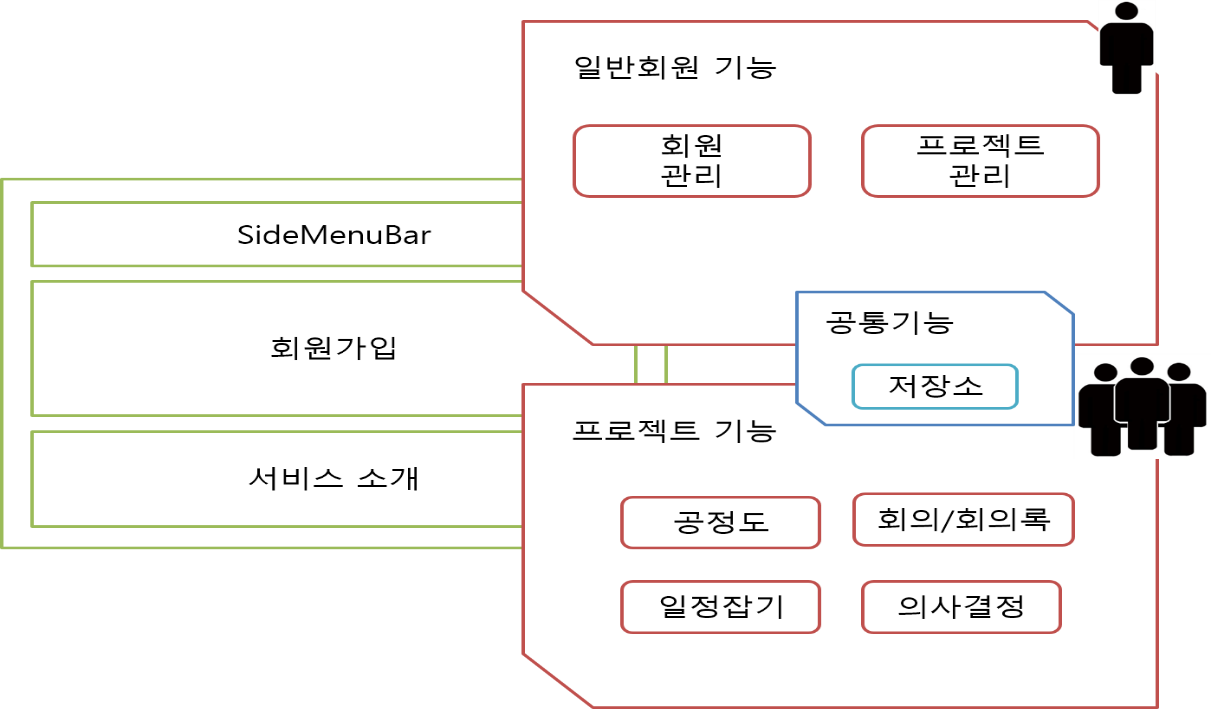 일반회원 기능
회원
관리
프로젝트
관리
SideMenuBar
회원가입
서비스 소개
공통기능
저장소
프로젝트 기능
공정도
회의/회의록
일정잡기
의사결정